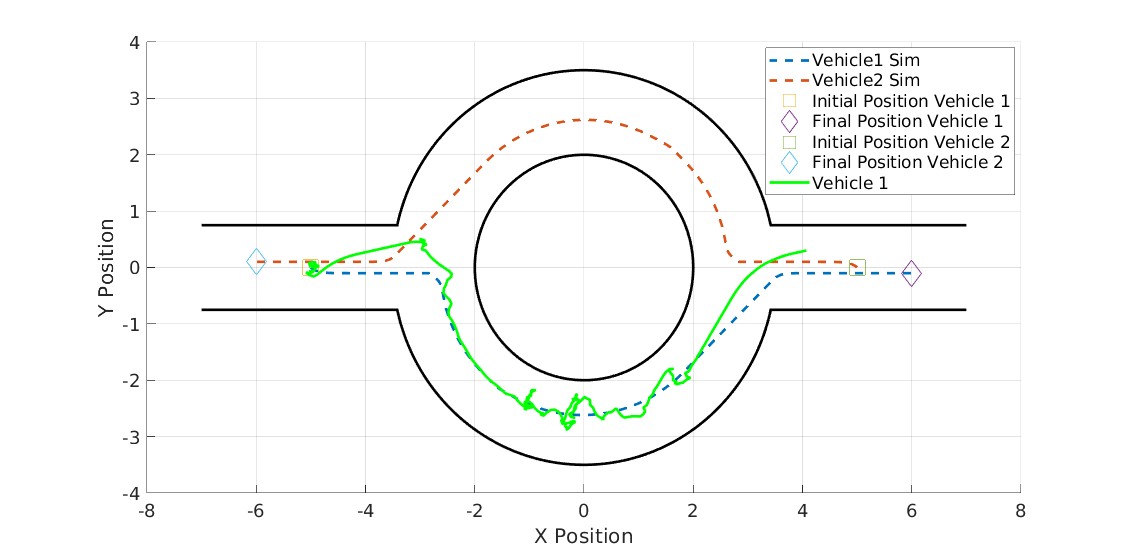 4
3
2
1
0
-1
-2
-3
-4
Y Position
-8 -6 -4 -2 0 2 4 6 8
X Position
Vehicle1 Sim
Vehicle2 Sim
Initial Position Vehicle 1
Final Position Vehicle 1
Initial Position Vehicle 2
Final Position Vehicle 2
Vehicle 1